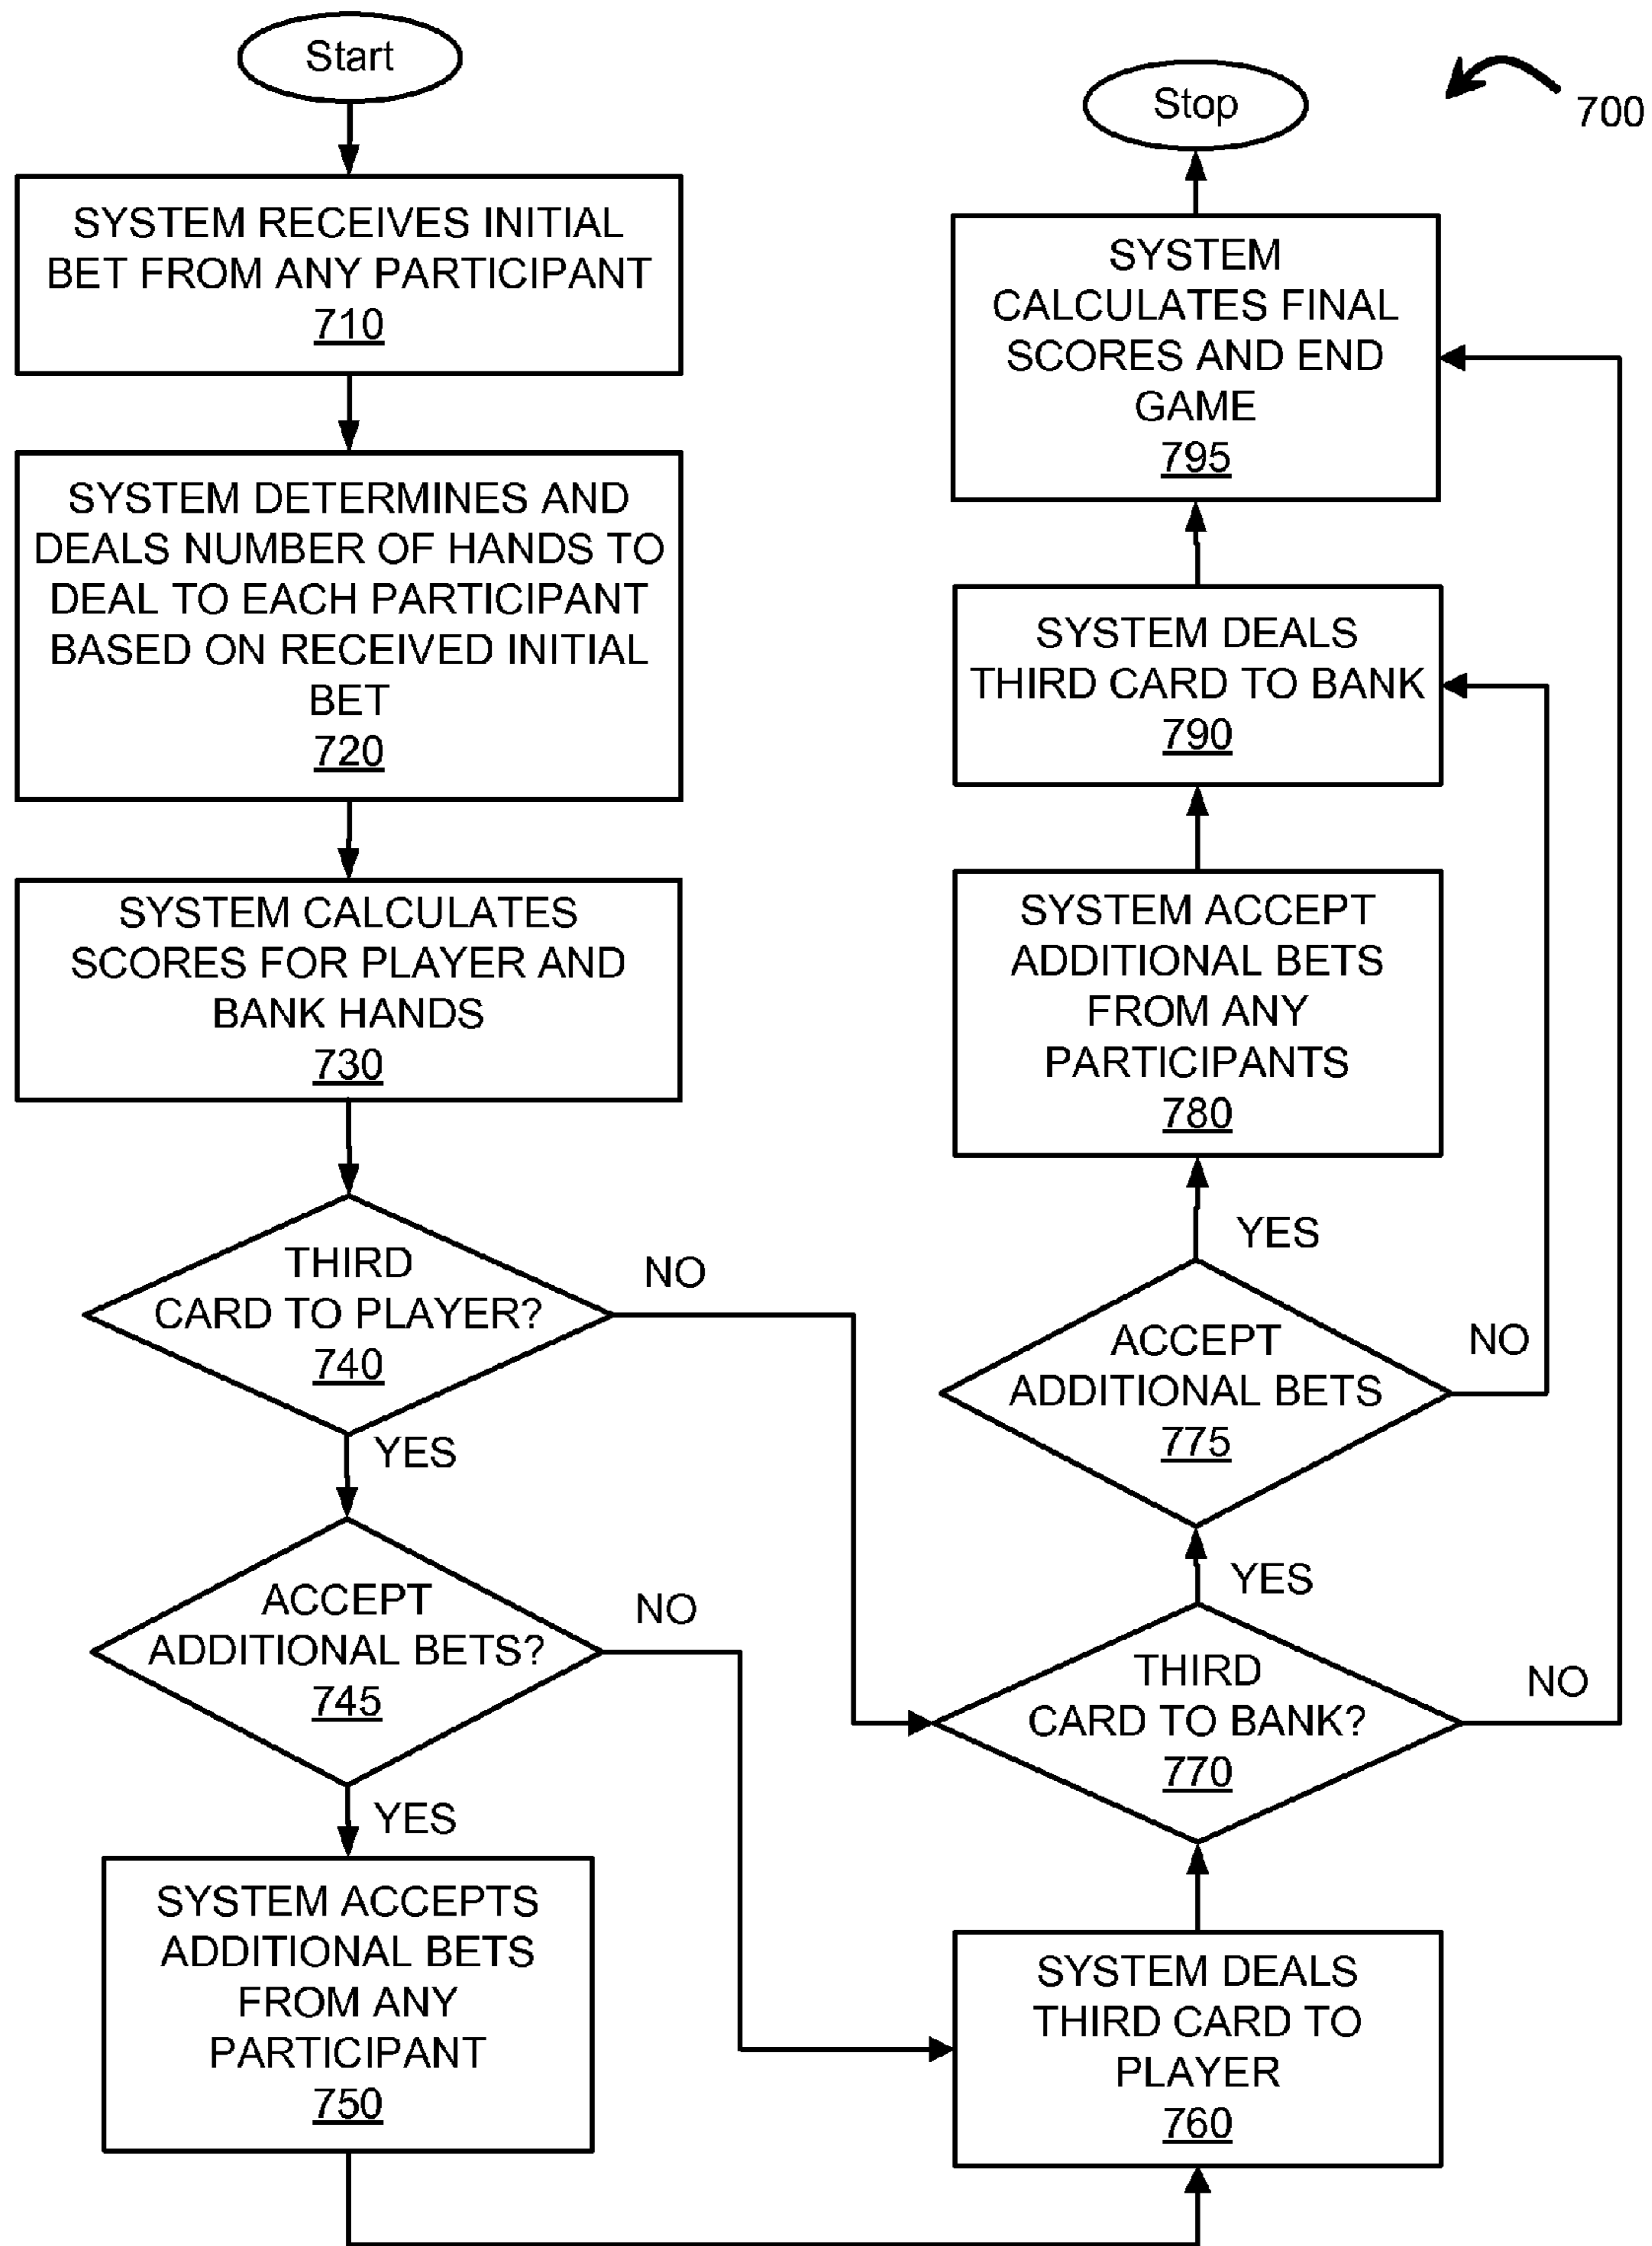 Start
SYSTEM RECEIVES INITIAL
BET FROM ANY PARTICIPANT
710
SYSTEM DETERMINES AND
DEALS NUMBER OF HANDS TO
DEAL TO EACH PARTICIPANT
BASED ON RECEIVED INITIAL
BET
720
SYSTEM CALCULATES
SCORES FOR PLAYER AND
BANK HANDS
730
THIRD
CARD TO PLAYER?
740
NO
YES
ACCEPT
ADDITIONAL BETS?
745
NO
YES
SYSTEM ACCEPTS
ADDITIONAL BETS
FROM ANY
PARTICIPANT
750
Stop
700
SYSTEM
CALCULATES FINAL
SCORES AND END
GAME
795
SYSTEM DEALS
THIRD CARD TO BANK
790
SYSTEM ACCEPT
ADDITIONAL BETS
FROM ANY
PARTICIPANTS
780
YES
ACCEPT
ADDITIONAL BETS
775
NO
YES
THIRD
CARD TO BANK?
770
NO
SYSTEM DEALS
THIRD CARD TO
PLAYER
760